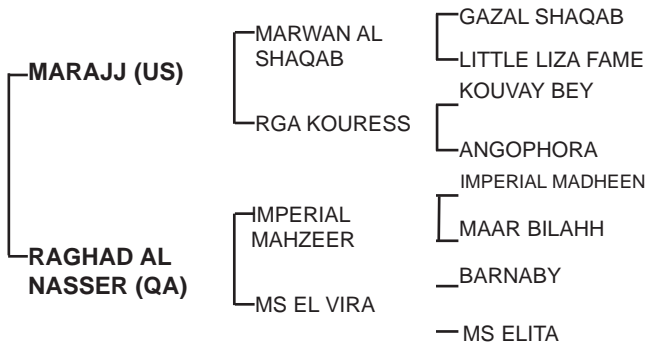 MARAJJ (US)
RAGHAD AL
NASSER (QA)
MARWAN AL
SHAQAB
RGA KOURESS
IMPERIAL
MAHZEER
MS EL VIRA
GAZAL SHAQAB
LITTLE LIZA FAME
KOUVAY BEY
ANGOPHORA
IMPERIAL MADHEEN
MAAR BILAHH
BARNABY
MS ELITA